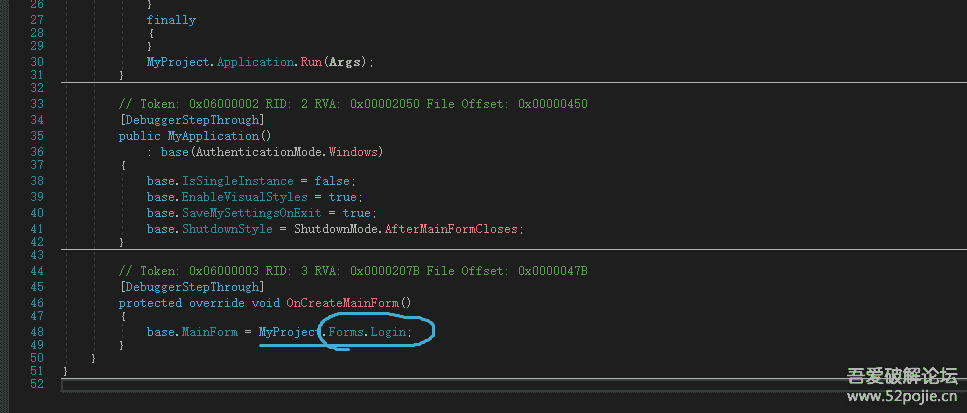 26 }
27 finally
28 {
29 }
30 MyProject.Application.Run(Args);
31 }
32
33 // Token: 0x06000002 RID: 2 RVA: 0x00002050 File Offset: 0x00000450
34 [DebuggerStepThrough]
35 public MyApplication()
36 : base(AuthenticationMode.Windows)
37 {
38 base.IsSingleInstance = false;
39 base.EnableVisualStyles = true;
40 base.SaveMySettingsOnExit = true;
41 base.ShutdownStyle = ShutdownMode.AfterMainFormCloses;
42 }
43
44 // Token: 0x06000003 RID: 3 RVA: 0x0000207B File Offset: 0x0000047B
45 [DebuggerStepThrough]
46 protected override void OnCreateMainForm()
47 {
48 base.MainForm = MyProject.Forms.Login;
49 }
50 }
51 }
52
吾爱破解论坛
www.52pojie.cn